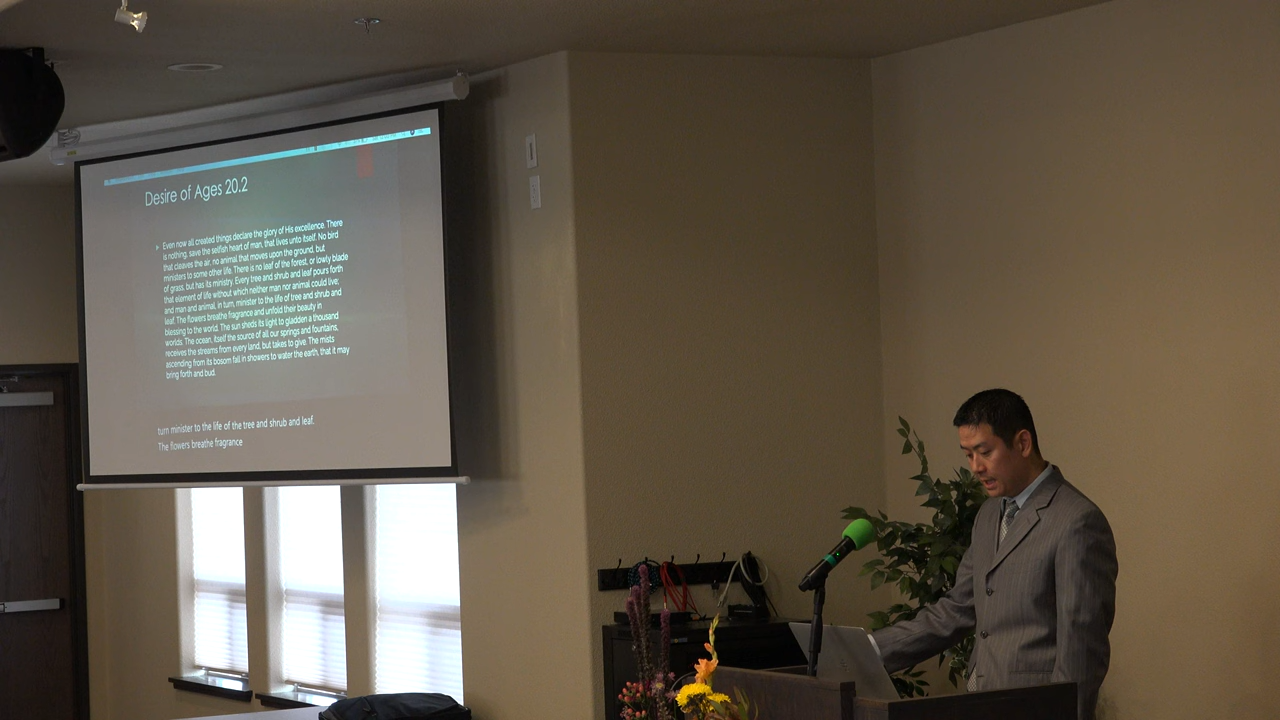 Desire of Ages 20.2
Even now all created things declare the glory of His excellence. There
is nothing, save the selfish heart of man, that lives unto itself. No bird
that cleaves the air, no animal that moves upon the ground, but
ministers to some other life. There is no leaf of the forest, or lowly blade
of grass, but has its ministry. Every tree and shrub and leaf pours forth
that element of life without which neither man nor animal could live;
and man and animal, in turn, minister to the life of tree and shrub and
leaf. The flowers breathe fragrance and unfold their beauty in
blessing to the world. The sun sheds its light to gladden a thousand
worlds. The ocean, itself the source of all our springs and fountains,
receives the streams from every land, but takes to give. The mists
ascending from its bosom fall in showers to water the earth, that it may
bring forth and bud.
turn minister to the life of the tree and shrub and leaf.
The flowers breathe fragrance